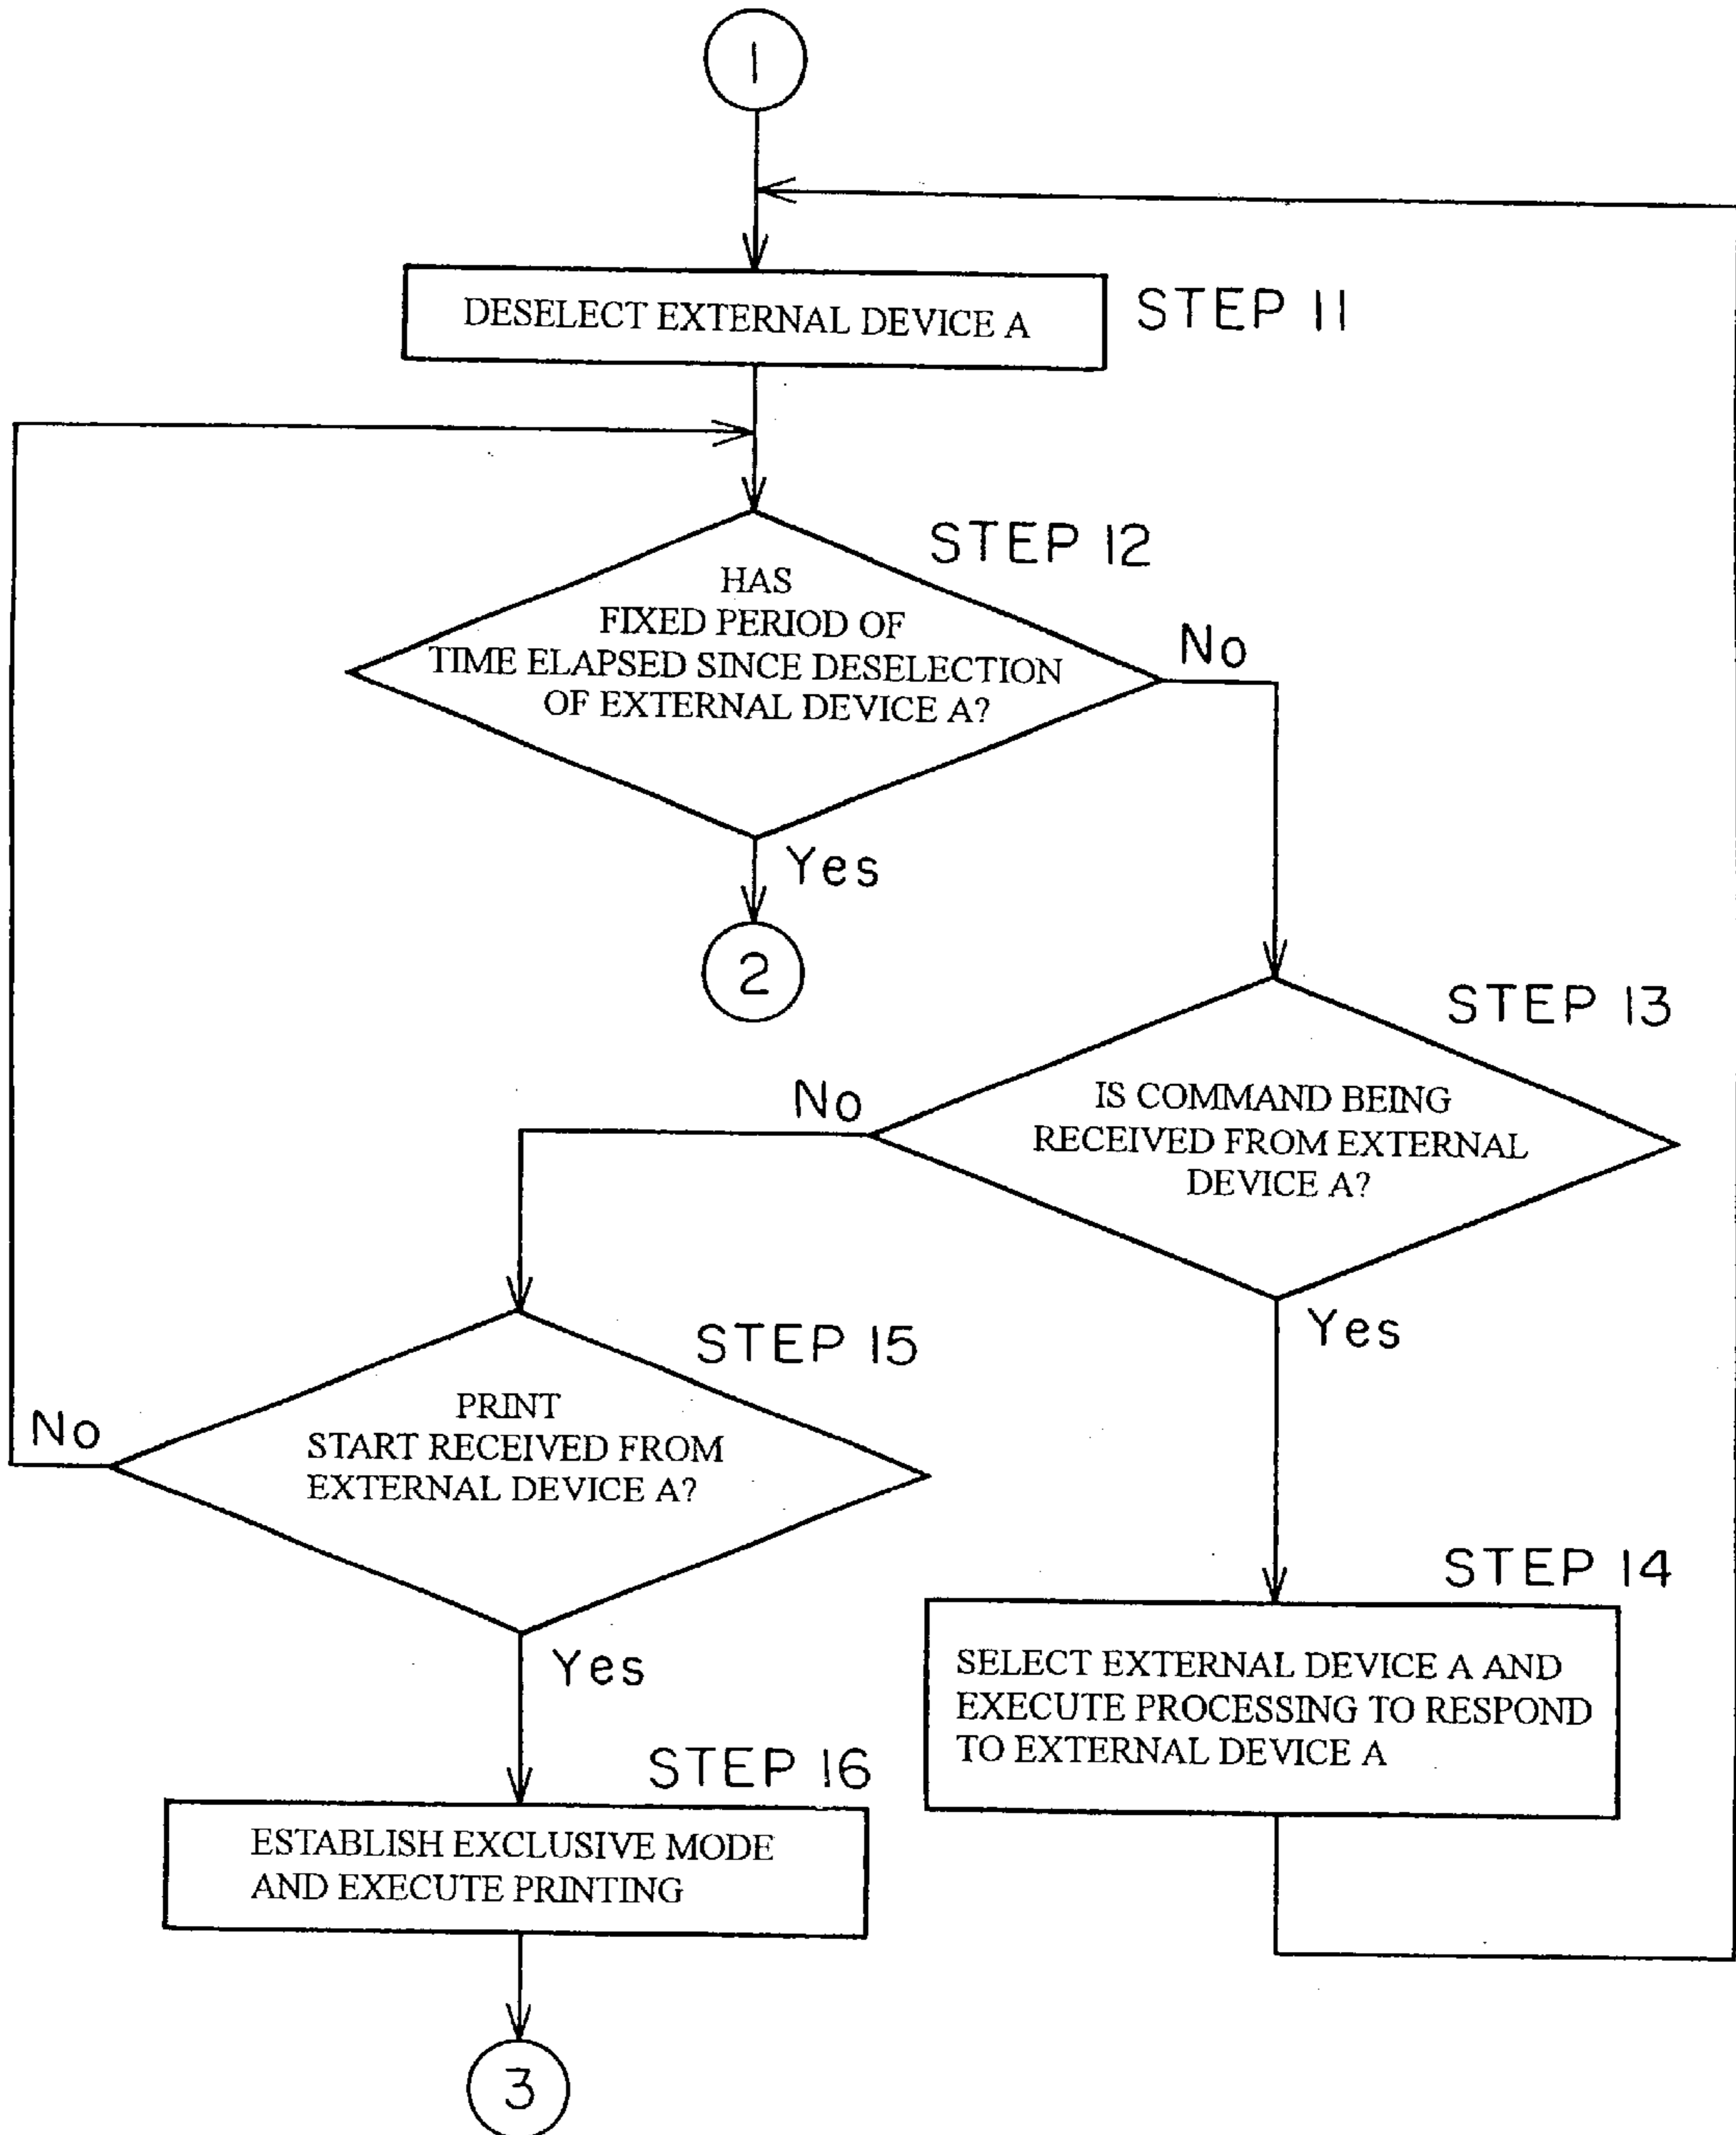 1
DESELECT EXTERNAL DEVICE A
STEP 11
STEP 12
HAS
FIXED PERIOD OF
TIME ELAPSED SINCE DESELECTION
OF EXTERNAL DEVICE A?
No
Yes
2
STEP 13
IS COMMAND BEING
RECEIVED FROM EXTERNAL
DEVICE A?
No
Yes
STEP 15
PRINT
START RECEIVED FROM
EXTERNAL DEVICE A?
No
Yes
STEP 14
SELECT EXTERNAL DEVICE A AND
EXECUTE PROCESSING TO RESPOND
TO EXTERNAL DEVICE A
STEP 16
ESTABLISH EXCLUSIVE MODE
AND EXECUTE PRINTING
3